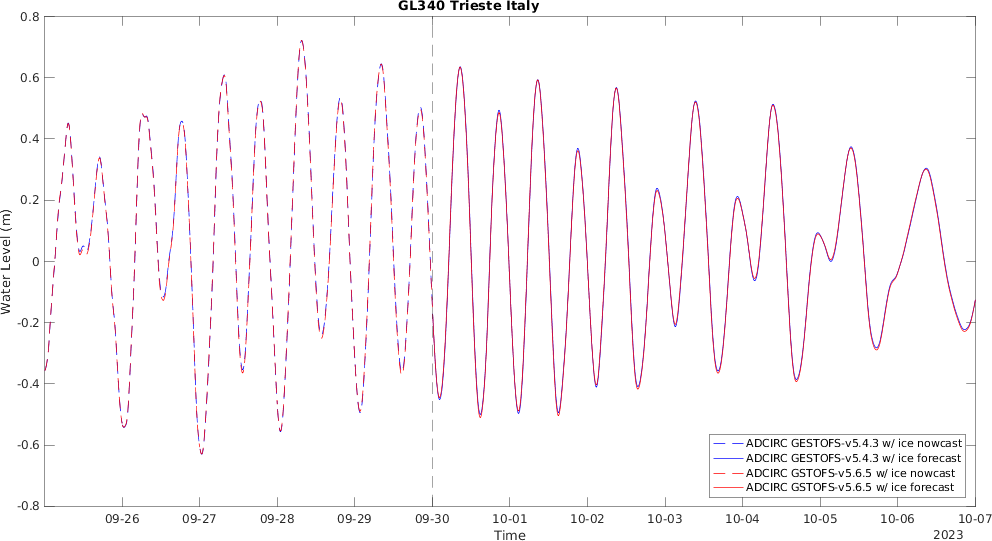 GL340 Trieste Italy
0.8
0.6
0.4
0.2
0
-0.2
-0.4
-0.6
-0.8
Water Level (m)
ADCIRC GESTOFS-v5.4.3 w/ ice nowcast
ADCIRC GESTOFS-v5.4.3 w/ ice forecast
ADCIRC GSTOFS-v5.6.5 w/ ice nowcast
ADCIRC GSTOFS-v5.6.5 w/ ice forecast
09-26 09-27 09-28 09-29 09-30 10-01 10-02 10-03 10-04 10-05 10-06 10-07
Time
2023